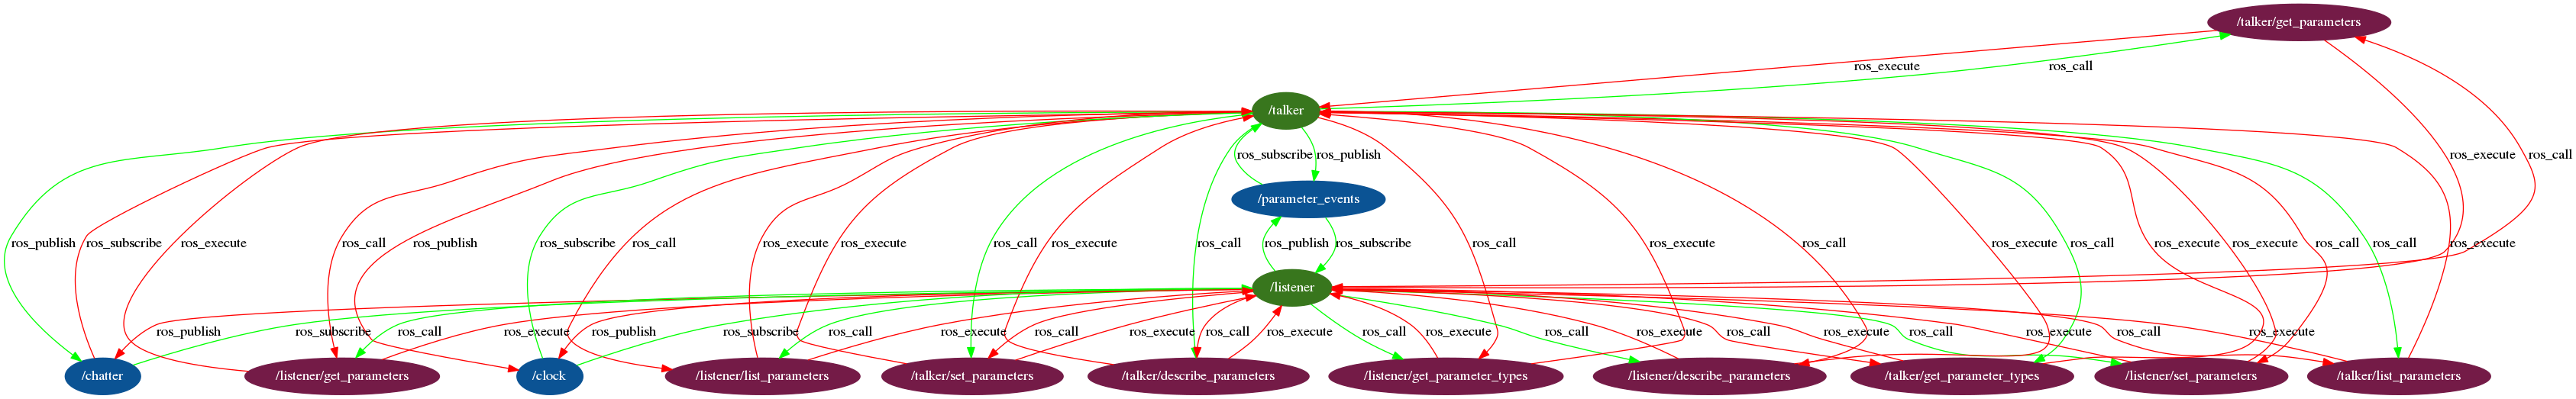 /talker/get_parameters
ros_execute
ros_call
/talker
ros_subscribe
ros_publish
ros_execute
ros_call
/parameter_events
ros_publish
ros_subscribe
ros_execute
ros_call
ros_publish
ros_subscribe
ros_call
ros_execute
ros_execute
ros_call
ros_execute
ros_call
ros_publish
ros_subscribe
ros_call
ros_execute
ros_call
ros_execute
ros_call
ros_execute
ros_execute
ros_call
ros_call
ros_execute
/listener
ros_publish
ros_subscribe
ros_call
ros_execute
ros_publish
ros_subscribe
ros_call
ros_execute
ros_call
ros_execute
ros_call
ros_execute
ros_call
ros_execute
ros_call
ros_execute
ros_call
ros_execute
ros_call
ros_execute
ros_call
ros_execute
/chatter
/listener/get_parameters
/clock
/listener/list_parameters
/talker/set_parameters
/talker/describe_parameters
/listener/get_parameter_types
/listener/describe_parameters
/talker/get_parameter_types
/listener/set_parameters
/talker/list_parameters